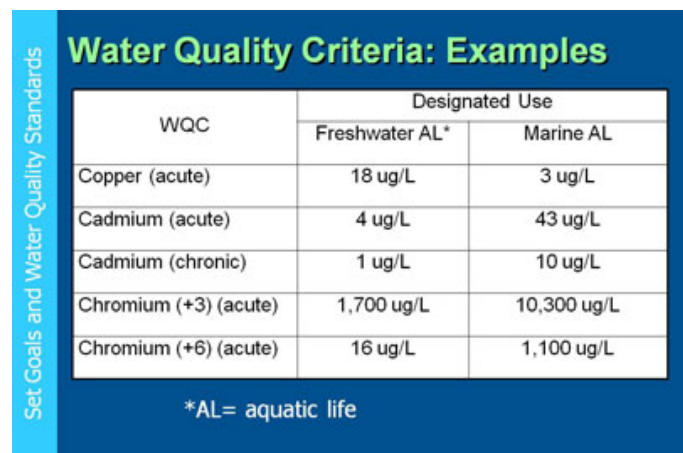 Set Goals and Water Quality Standards
Water Quality Criteria: Examples
WQC
Designated Use
Freshwater AL*
Marine AL
Copper (acute) 18 ug/L 3 ug/L
Cadmium (acute) 4 ug/L 43 ug/L
Cadmium (chronic) 1 ug/L 10 ug/L
Chromium (+3) (acute) 1,700 ug/L 10,300 ug/L
Chromium (+6) (acute) 16 ug/L 1,100 ug/L
*AL= aquatic life